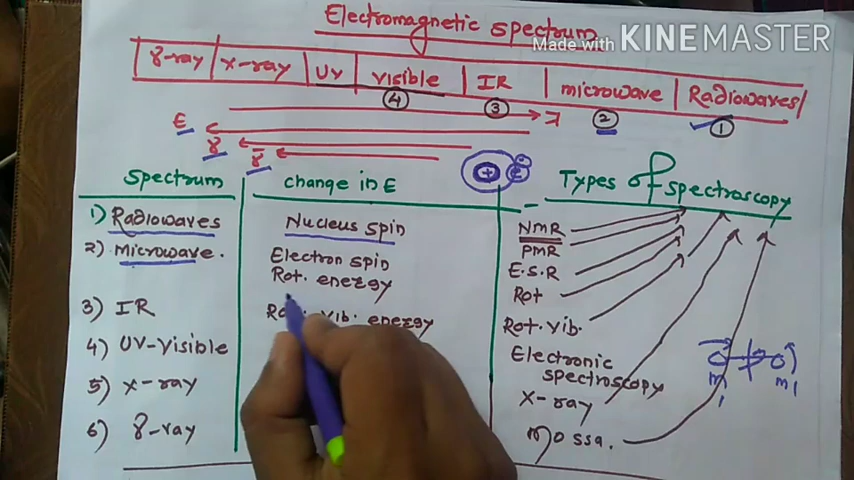 Electromagnetic spectrum
Made with KINEMASTER
γ-ray x-ray UV visible IR microwave Radiowaves
④ ③ ② ①
E λ
ν
ν̄
+ e -
Spectrum change in E Types of spectroscopy
1) Radiowaves Nucleus spin NMR
PMR
2) Microwave. Electron spin E.S.R
Rot. energy Rot
3) IR vib. energy Rot. vib.
4) UV-visible Electronic
spectroscopy
5) x-ray x-ray
6) γ-ray Mossa.
m1 m1